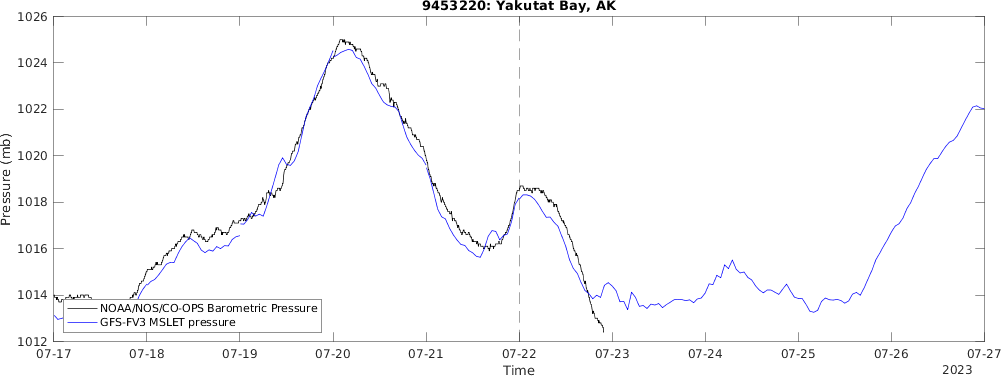 9453220: Yakutat Bay, AK
Pressure (mb)
1026
1024
1022
1020
1018
1016
1014
1012
NOAA/NOS/CO-OPS Barometric Pressure
GFS-FV3 MSLET pressure
07-17 07-18 07-19 07-20 07-21 07-22 07-23 07-24 07-25 07-26 07-27
Time
2023